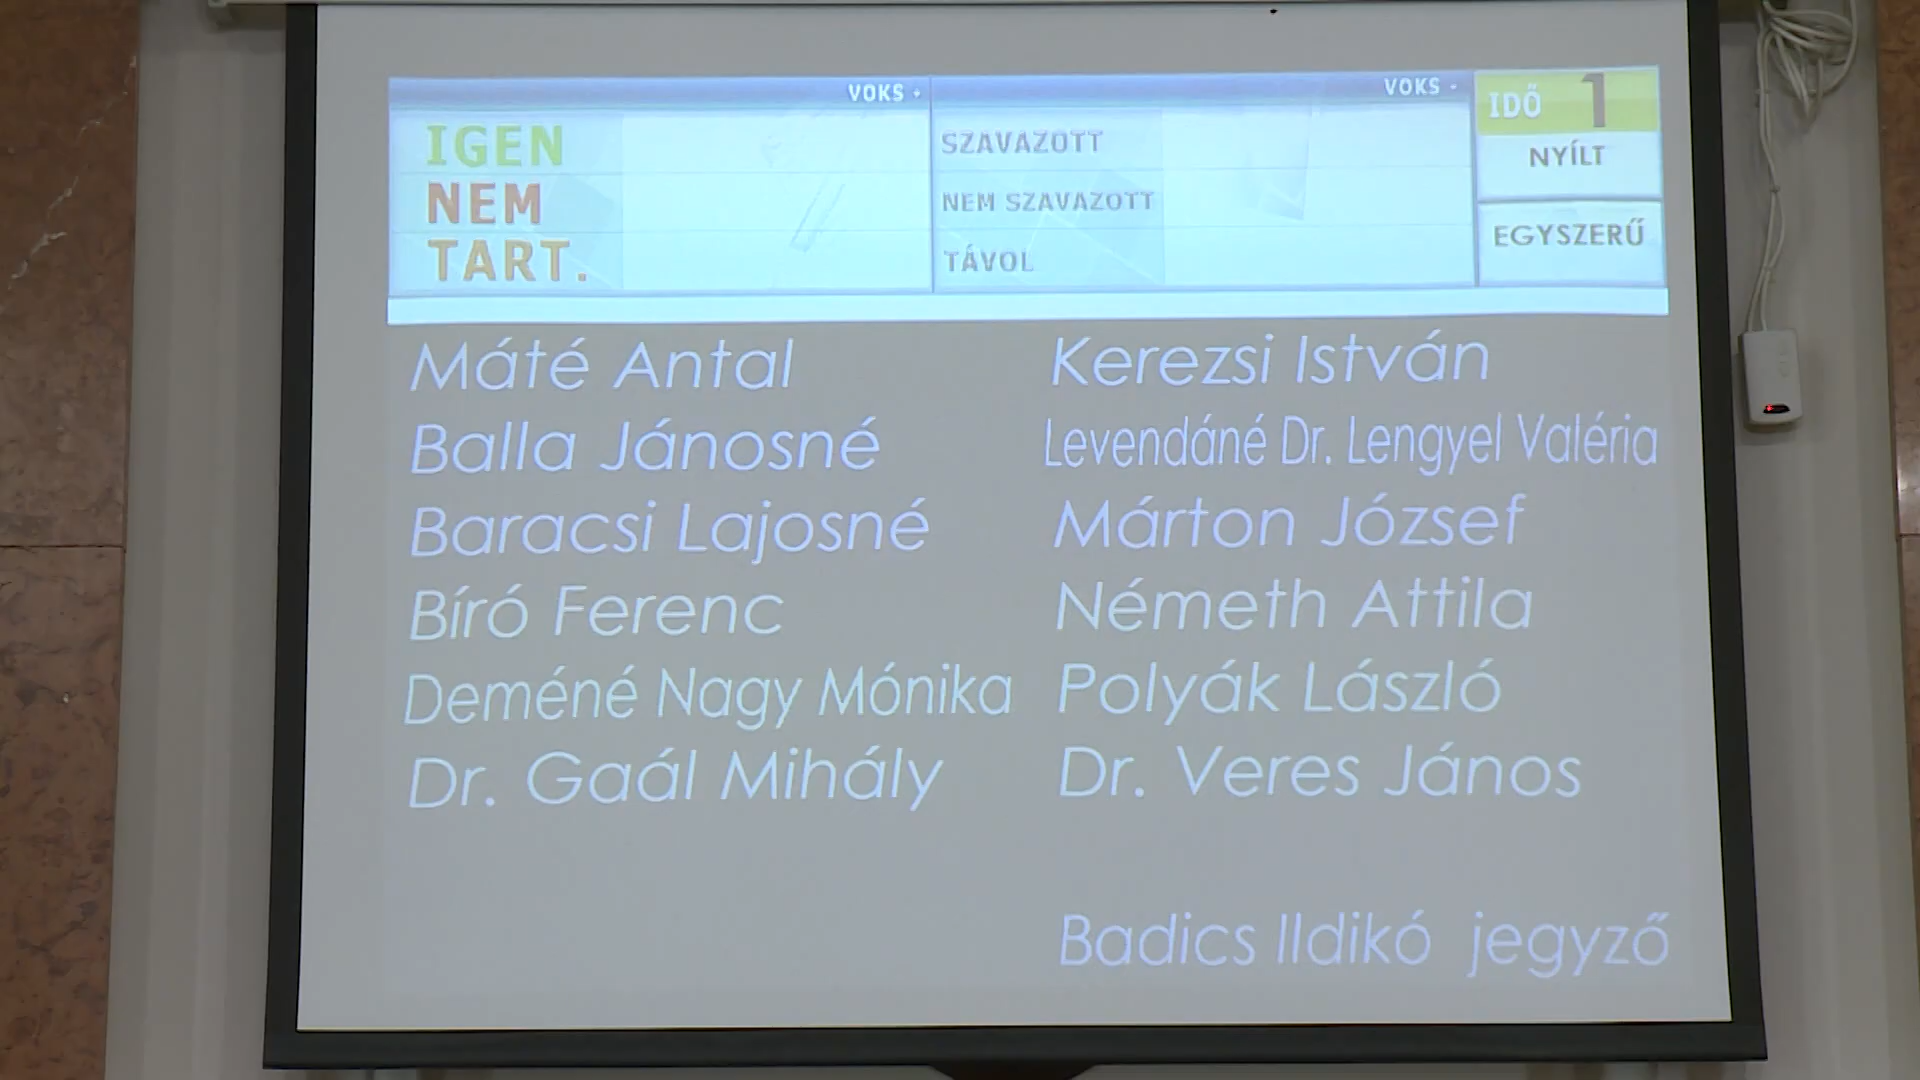 VOKS + VOKS -
IGEN
NEM
TART.
SZAVAZOTT
NEM SZAVAZOTT
TÁVOL
IDŐ 1
NYÍLT
EGYSZERŰ
Máté Antal
Balla Jánosné
Baracsi Lajosné
Bíró Ferenc
Deméné Nagy Mónika
Dr. Gaál Mihály
Kerezsi István
Levendáné Dr. Lengyel Valéria
Márton József
Németh Attila
Polyák László
Dr. Veres János
Badics Ildikó jegyző